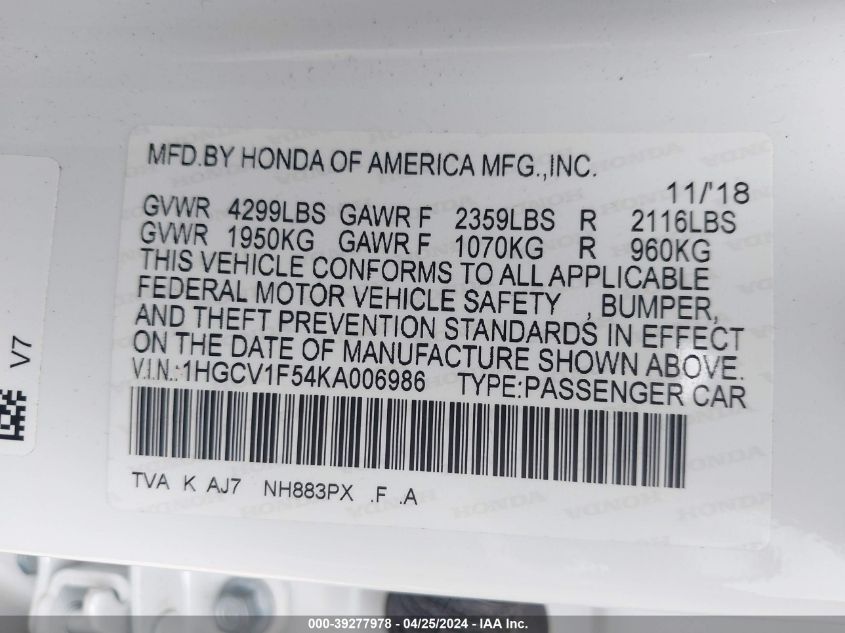 MFD.BY HONDA OF AMERICA MFG.,INC.
11/'18
GVWR 4299LBS GAWR F 2359LBS R 2116LBS
GVWR 1950KG GAWR F 1070KG R 960KG
THIS VEHICLE CONFORMS TO ALL APPLICABLE
FEDERAL MOTOR VEHICLE SAFETY , BUMPER,
AND THEFT PREVENTION STANDARDS IN EFFECT
ON THE DATE OF MANUFACTURE SHOWN ABOVE.
V.I.N.: 1HGCV1F54KA006986 TYPE:PASSENGER CAR
TVA K AJ7 NH883PX .F .A
V7
000-39277978 / 04/25/2024 - IAA Inc.